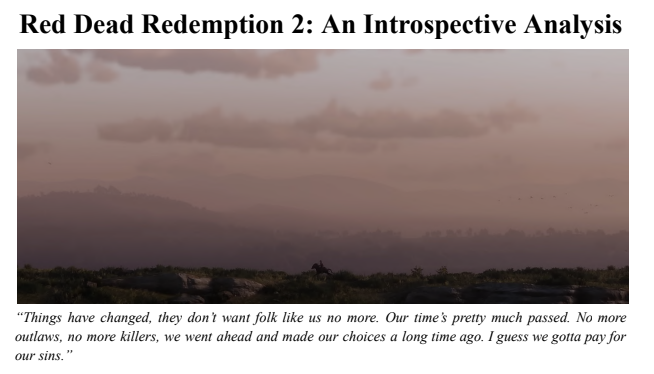 Red Dead Redemption 2: An Introspective Analysis
“Things have changed, they don’t want folk like us no more. Our time’s pretty much passed. No more
outlaws, no more killers, we went ahead and made our choices a long time ago. I guess we gotta pay for
our sins.”